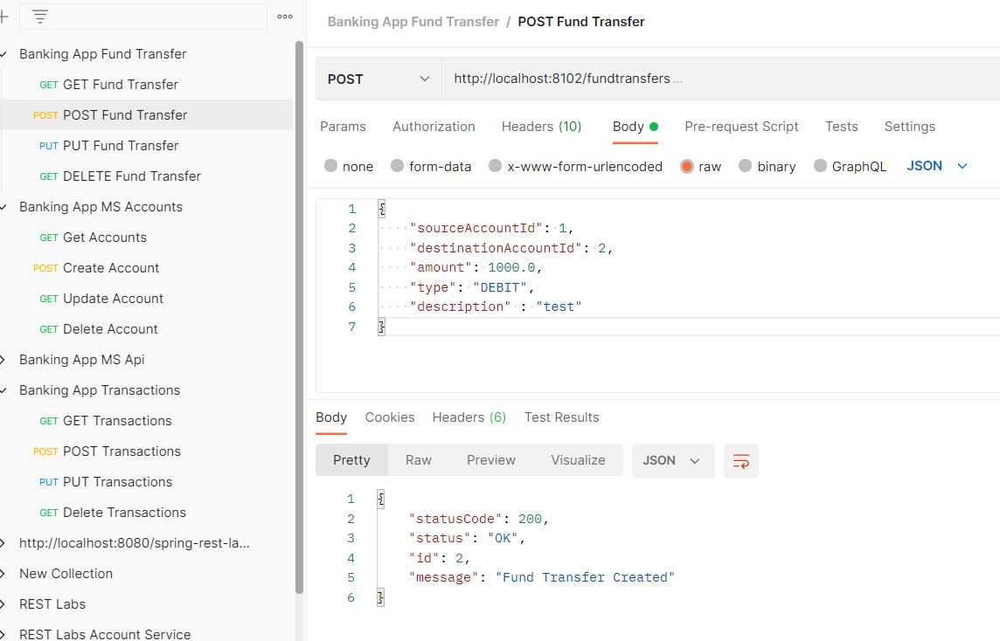 Banking App Fund Transfer
GET GET Fund Transfer
POST POST Fund Transfer
PUT PUT Fund Transfer
GET DELETE Fund Transfer
Banking App MS Accounts
GET Get Accounts
POST Create Account
GET Update Account
GET Delete Account
Banking App MS Api
Banking App Transactions
GET GET Transactions
POST POST Transactions
PUT PUT Transactions
GET Delete Transactions
http://localhost:8080/spring-rest-la...
New Collection
REST Labs
REST Labs Account Service
Banking App Fund Transfer / POST Fund Transfer
POST http://localhost:8102/fundtransfers ...
Params Authorization Headers (10) Body Pre-request Script Tests Settings
none form-data x-www-form-urlencoded raw binary GraphQL JSON
1 {
2 "sourceAccountId": 1,
3 "destinationAccountId": 2,
4 "amount": 1000.0,
5 "type": "DEBIT",
6 "description" : "test"
7 }
Body Cookies Headers (6) Test Results
Pretty Raw Preview Visualize JSON
1 {
2 "statusCode": 200,
3 "status": "OK",
4 "id": 2,
5 "message": "Fund Transfer Created"
6 }